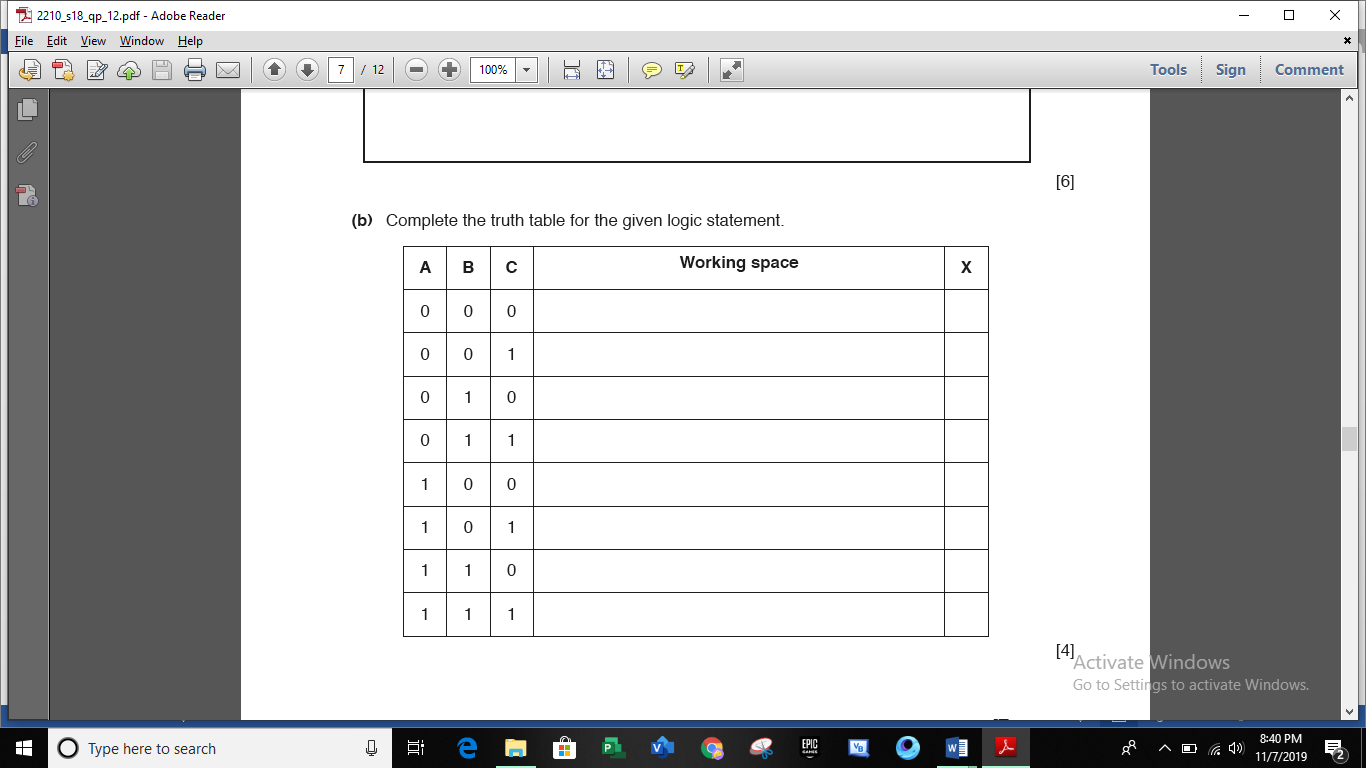 2210_s18_qp_12.pdf - Adobe Reader
File Edit View Window Help
7 / 12 100% Tools Sign Comment
[6]
(b) Complete the truth table for the given logic statement.
A B C Working space X
0 0 0
0 0 1
0 1 0
0 1 1
1 0 0
1 0 1
1 1 0
1 1 1
[4]
Activate Windows
Go to Settings to activate Windows.
Type here to search
EPIC GAMES
8:40 PM
11/7/2019
2